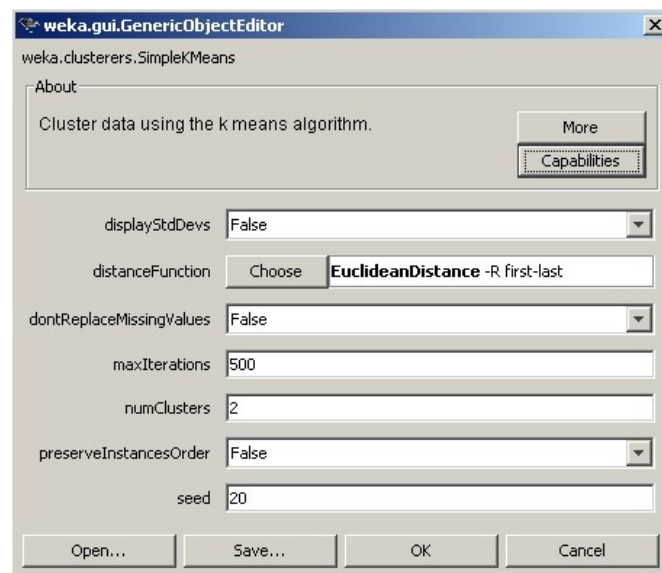 weka.gui.GenericObjectEditor
weka.clusterers.SimpleKMeans
About
Cluster data using the k means algorithm.
More
Capabilities
displayStdDevs False
distanceFunction Choose EuclideanDistance -R first-last
dontReplaceMissingValues False
maxIterations 500
numClusters 2
preserveInstancesOrder False
seed 20
Open... Save... OK Cancel